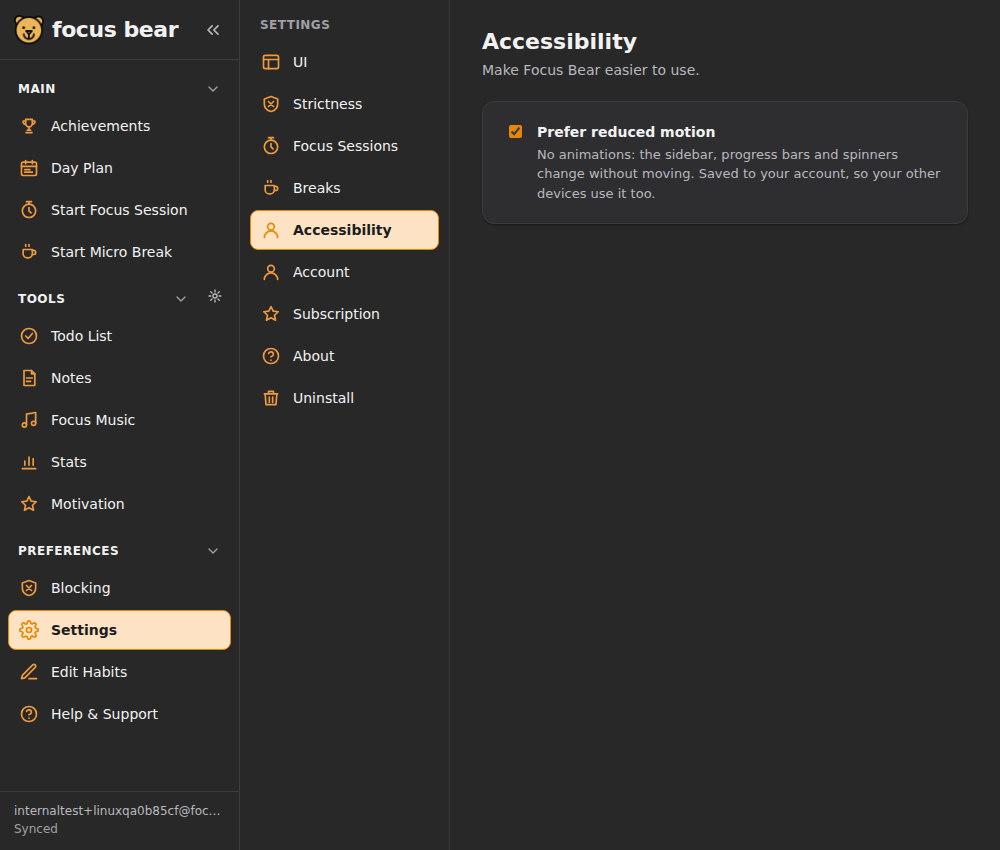 focus bear
MAIN
Achievements
Day Plan
Start Focus Session
Start Micro Break
TOOLS
Todo List
Notes
Focus Music
Stats
Motivation
PREFERENCES
Blocking
Settings
Edit Habits
Help & Support
internaltest+linuxqa0b85cf@foc...
Synced
SETTINGS
UI
Strictness
Focus Sessions
Breaks
Accessibility
Account
Subscription
About
Uninstall
Accessibility
Make Focus Bear easier to use.
Prefer reduced motion
No animations: the sidebar, progress bars and spinners
change without moving. Saved to your account, so your other
devices use it too.